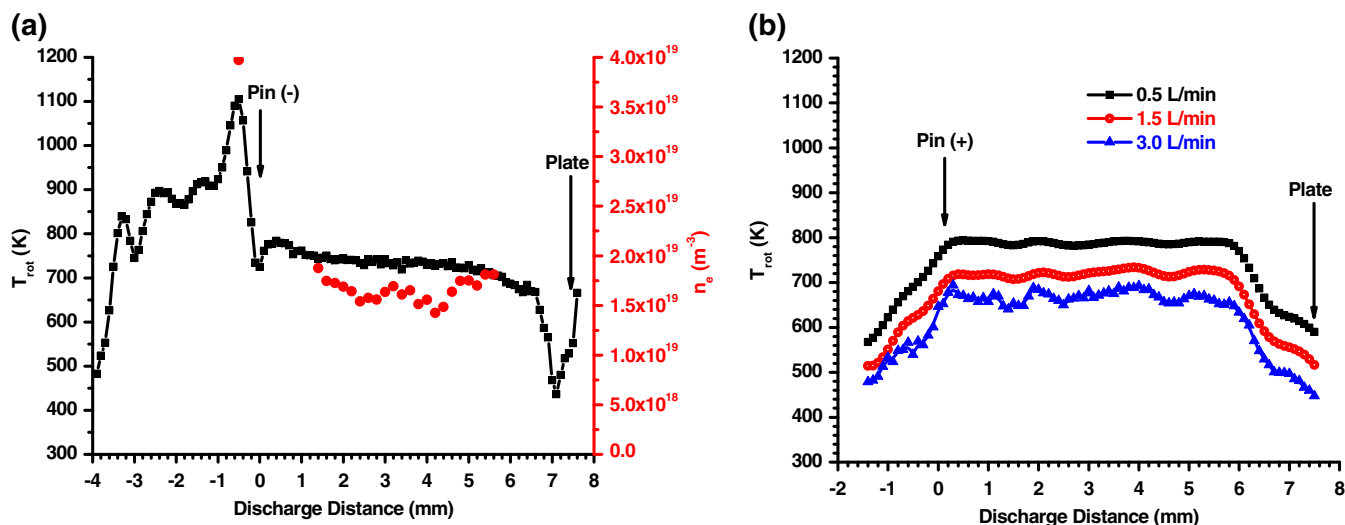 (a)
1200
1100
1000
900
800
700
600
500
400
300
T_rot (K)
-4 -3 -2 -1 0 1 2 3 4 5 6 7 8
Discharge Distance (mm)
Pin (-)
Plate
4.0x10^19
3.5x10^19
3.0x10^19
2.5x10^19
2.0x10^19
1.5x10^19
1.0x10^19
5.0x10^18
0.0
n_e (m^-3)
(b)
1200
1100
1000
900
800
700
600
500
400
300
T_rot (K)
-2 -1 0 1 2 3 4 5 6 7 8
Discharge Distance (mm)
0.5 L/min
1.5 L/min
3.0 L/min
Pin (+)
Plate